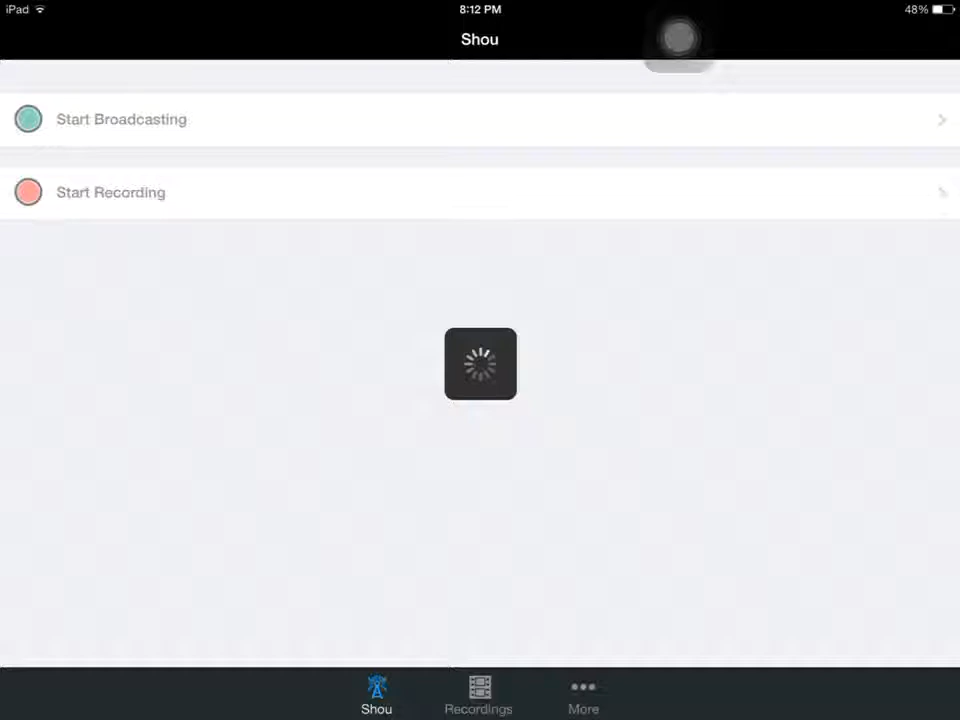 iPad
8:12 PM
48%
Shou
Start Broadcasting
Start Recording
Shou
Recordings
More